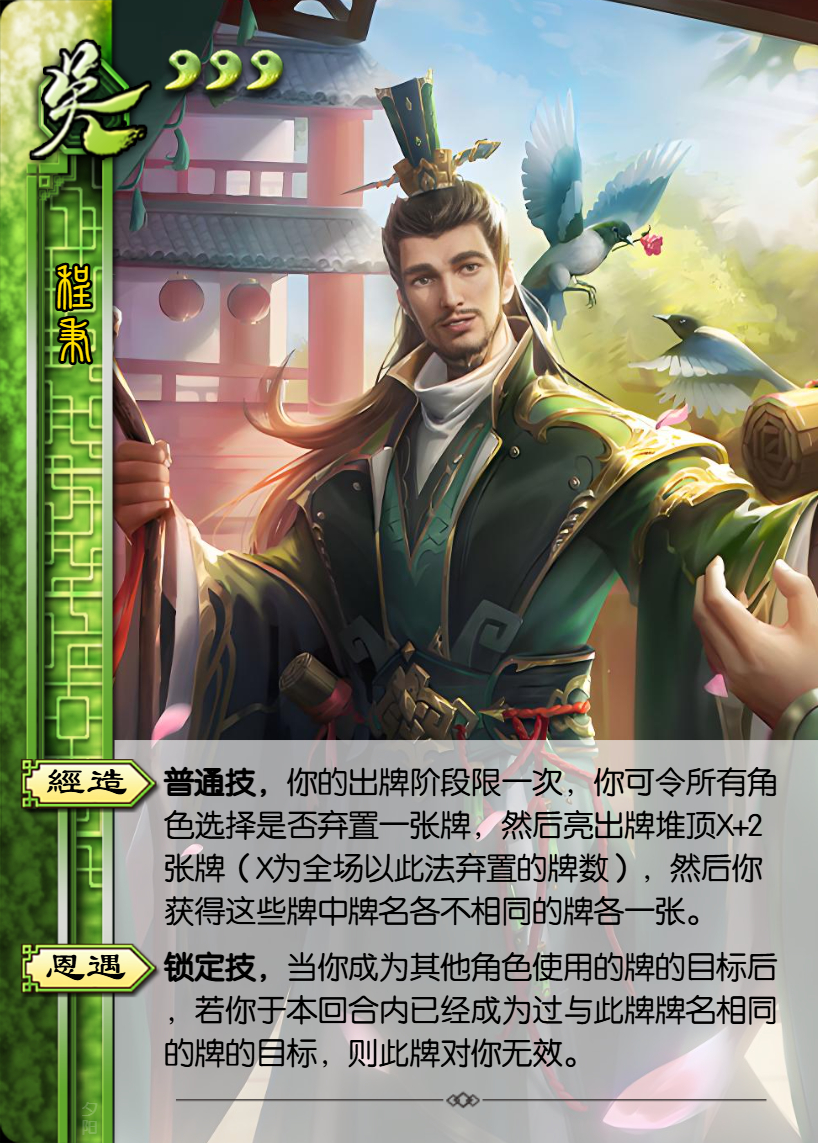 吴
程秉
經造
普通技，你的出牌阶段限一次，你可令所有角
色选择是否弃置一张牌，然后亮出牌堆顶X+2
张牌（X为全场以此法弃置的牌数），然后你
获得这些牌中牌名各不相同的牌各一张。
恩遇
锁定技，当你成为其他角色使用的牌的目标后
，若你于本回合内已经成为过与此牌牌名相同
的牌的目标，则此牌对你无效。
夕阳